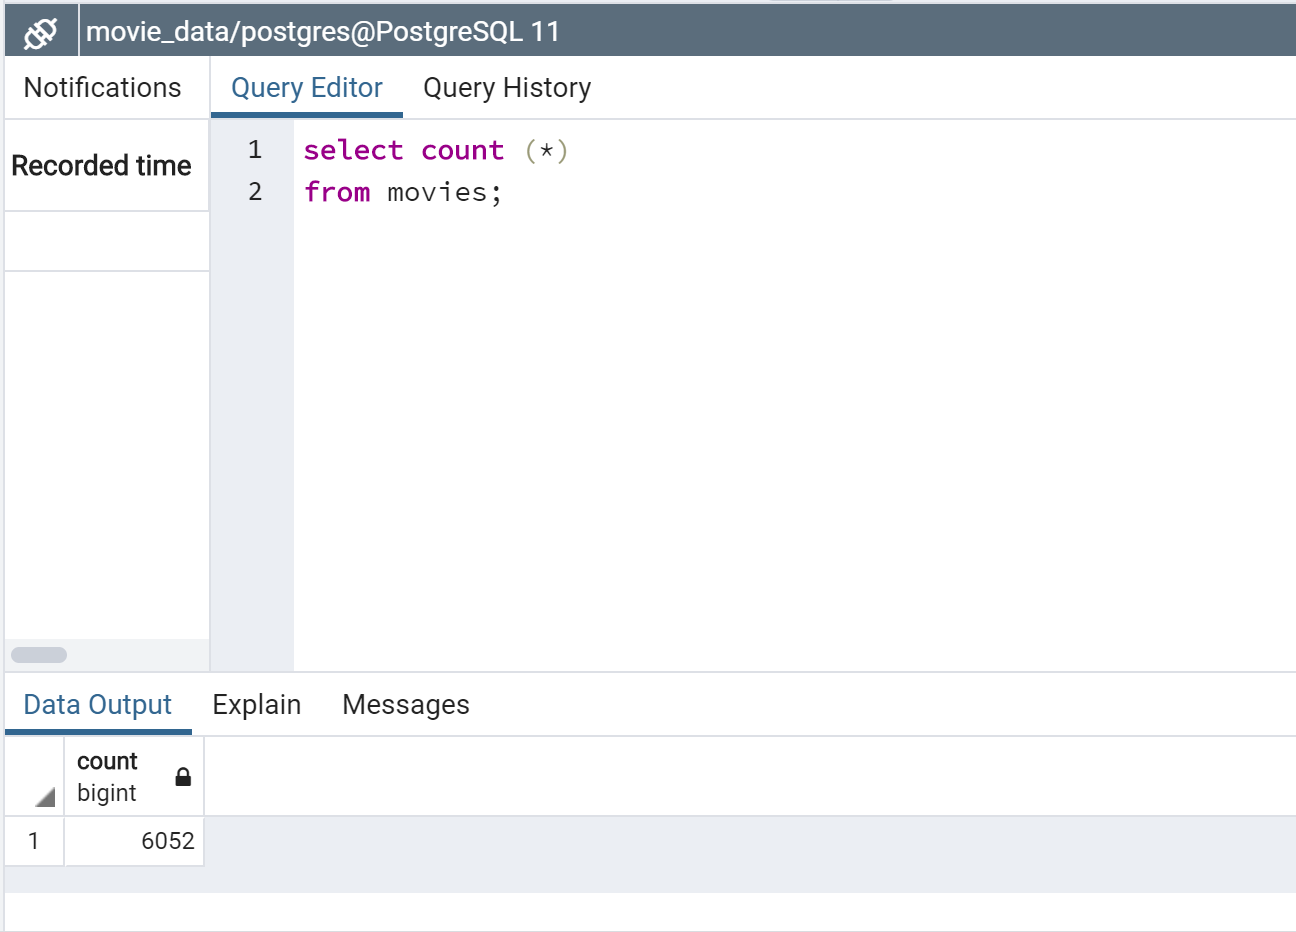 movie_data/postgres@PostgreSQL 11
Notifications
Query Editor Query History
Recorded time
1 select count (*)
2 from movies;
Data Output Explain Messages
count
bigint
1 6052